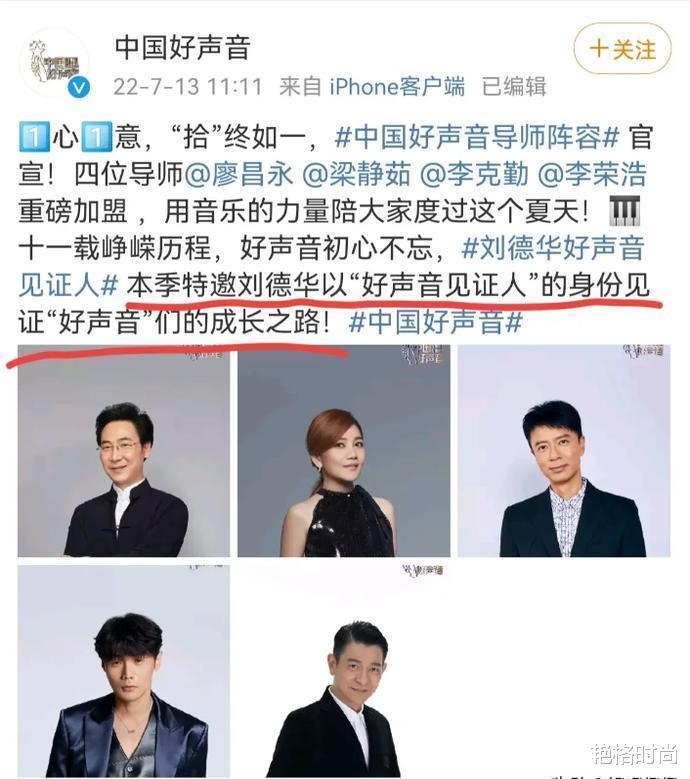 中国好声音
+关注
22-7-13 11:11 来自 iPhone客户端 已编辑
1️⃣心1️⃣意，“拾”终如一，#中国好声音导师阵容# 官
宣！四位导师@廖昌永 @梁静茹 @李克勤 @李荣浩
重磅加盟 ，用音乐的力量陪大家度过这个夏天！🎹
十一载峥嵘历程，好声音初心不忘，#刘德华好声音
见证人# 本季特邀刘德华以“好声音见证人”的身份见
证“好声音”们的成长之路！#中国好声音#
艳格时尚